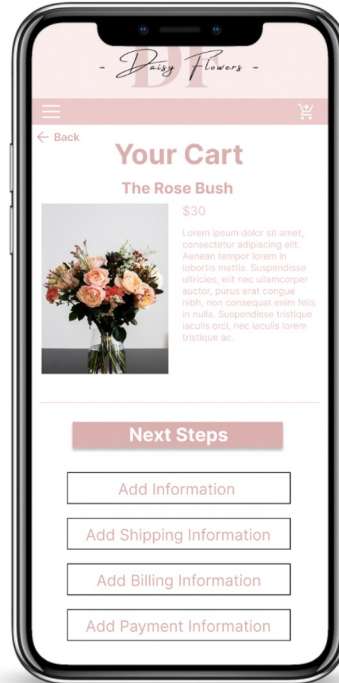 DF
- Daisy Flowers -
← Back
Your Cart
The Rose Bush
$30
Lorem ipsum dolor sit amet,
consectetur adipiscing elit.
Aenean tempor lorem in
lobortis mattis. Suspendisse
ultricies, elit nec ullamcorper
auctor, purus erat congue
nibh, non consequat enim felis
in nulla. Suspendisse tristique
iaculis orci, nec iaculis lorem
tristique ac.
Next Steps
Add Information
Add Shipping Information
Add Billing Information
Add Payment Information